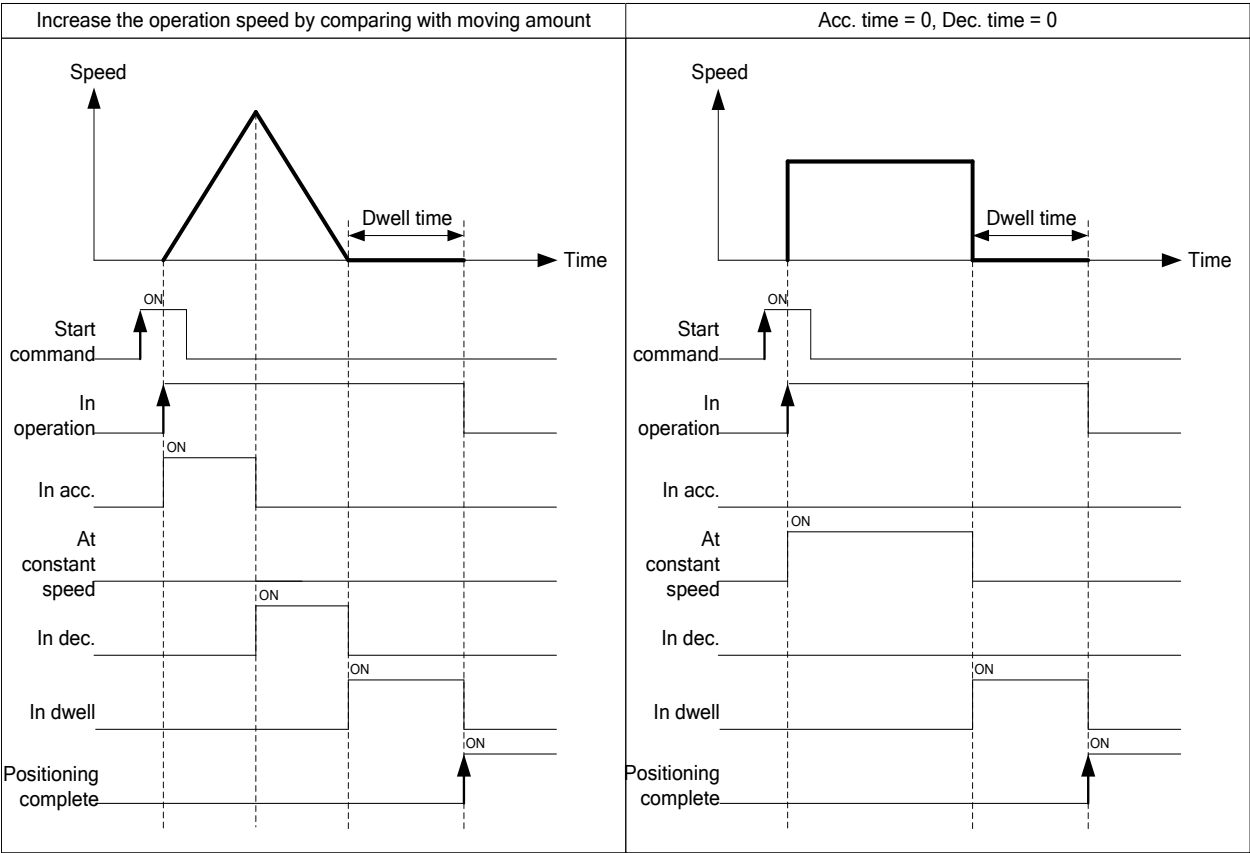 Increase the operation speed by comparing with moving amount
Speed
Dwell time
Time
ON
Start
command
In
operation
ON
In acc.
At
constant
speed
ON
In dec.
ON
In dwell
ON
Positioning
complete
Acc. time = 0, Dec. time = 0
Speed
Dwell time
Time
ON
Start
command
In
operation
In acc.
ON
At
constant
speed
In dec.
ON
In dwell
ON
Positioning
complete